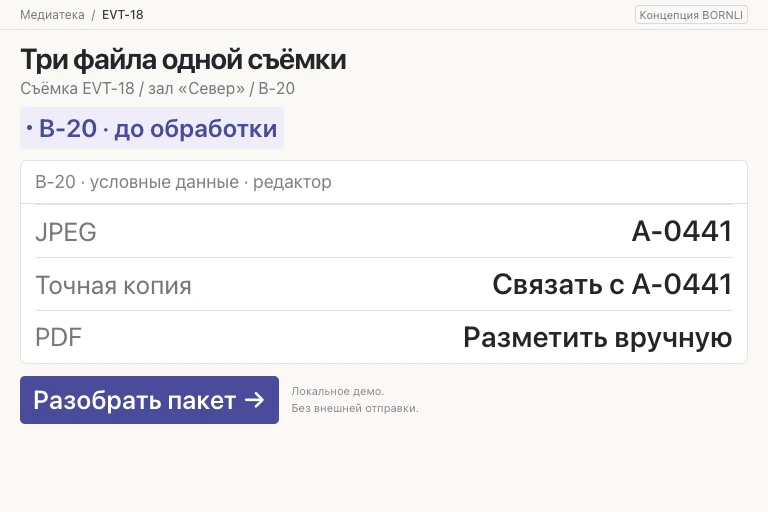 Медиатека / EVT-18
Концепция BORNLI
Три файла одной съёмки
Съёмка EVT-18 / зал «Север» / B-20
• B-20 · до обработки
B-20 · условные данные · редактор
JPEG A-0441
Точная копия Связать с A-0441
PDF Разметить вручную
Разобрать пакет →
Локальное демо.
Без внешней отправки.